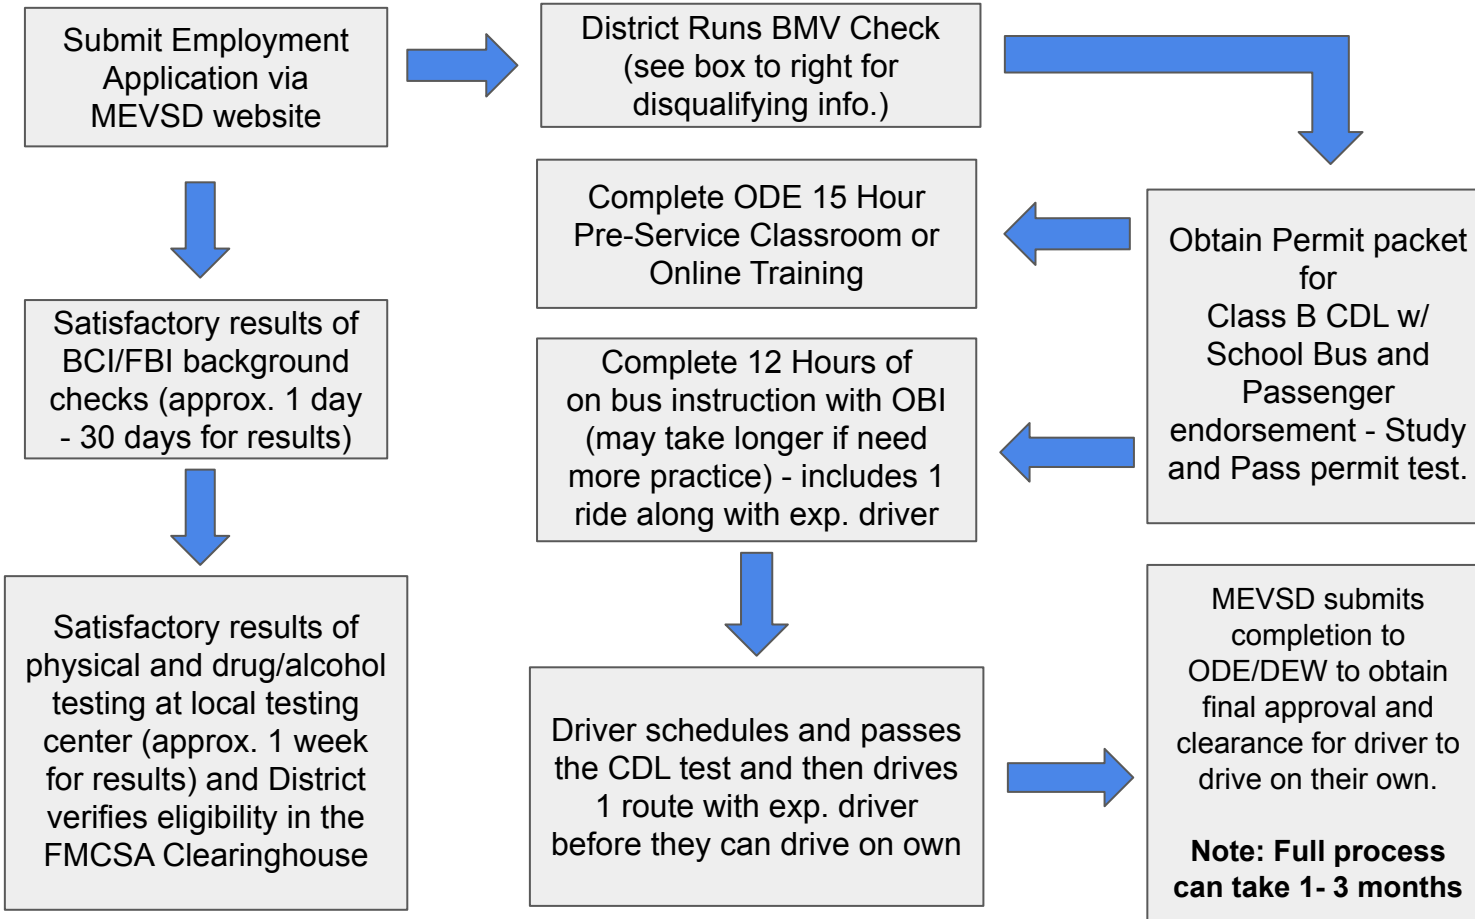 Submit Employment
Application via
MEVSD website
District Runs BMV Check
(see box to right for
disqualifying info.)
Complete ODE 15 Hour
Pre-Service Classroom or
Online Training
Obtain Permit packet
for
Class B CDL w/
School Bus and
Passenger
endorsement - Study
and Pass permit test.
Satisfactory results of
BCI/FBI background
checks (approx. 1 day
- 30 days for results)
Complete 12 Hours of
on bus instruction with OBI
(may take longer if need
more practice) - includes 1
ride along with exp. driver
Satisfactory results of
physical and drug/alcohol
testing at local testing
center (approx. 1 week
for results) and District
verifies eligibility in the
FMCSA Clearinghouse
Driver schedules and passes
the CDL test and then drives
1 route with exp. driver
before they can drive on own
MEVSD submits
completion to
ODE/DEW to obtain
final approval and
clearance for driver to
drive on their own.
Note: Full process
can take 1- 3 months